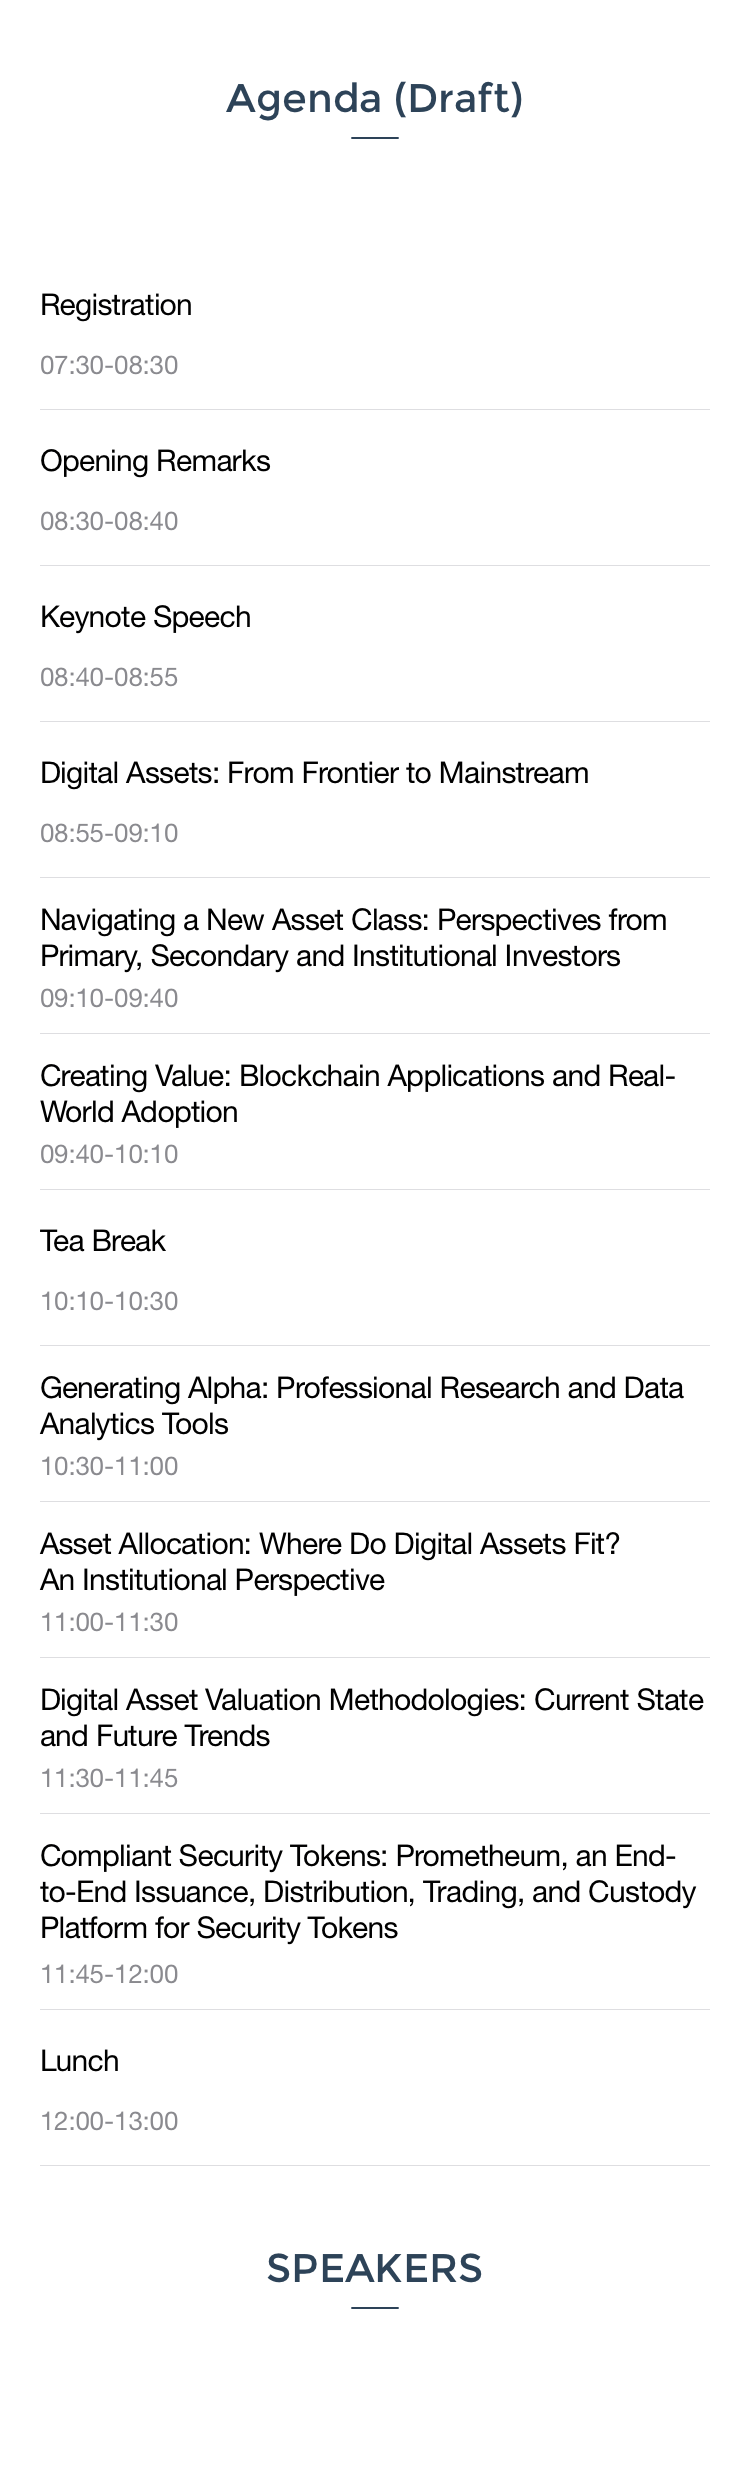 Agenda (Draft)
Registration
07:30-08:30
Opening Remarks
08:30-08:40
Keynote Speech
08:40-08:55
Digital Assets: From Frontier to Mainstream
08:55-09:10
Navigating a New Asset Class: Perspectives from
Primary, Secondary and Institutional Investors
09:10-09:40
Creating Value: Blockchain Applications and Real-
World Adoption
09:40-10:10
Tea Break
10:10-10:30
Generating Alpha: Professional Research and Data
Analytics Tools
10:30-11:00
Asset Allocation: Where Do Digital Assets Fit?
An Institutional Perspective
11:00-11:30
Digital Asset Valuation Methodologies: Current State
and Future Trends
11:30-11:45
Compliant Security Tokens: Prometheum, an End-
to-End Issuance, Distribution, Trading, and Custody
Platform for Security Tokens
11:45-12:00
Lunch
12:00-13:00
SPEAKERS